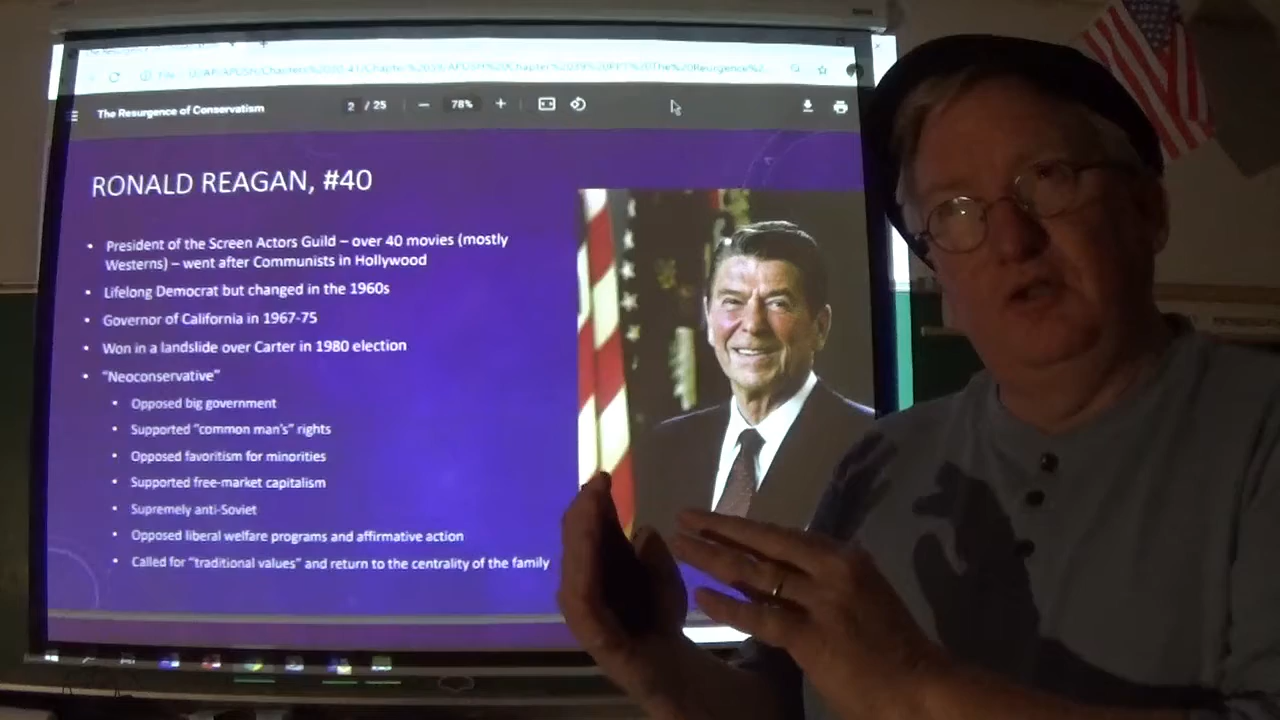 The Resurgence of Conservatism
2 / 25
78%
RONALD REAGAN, #40
• President of the Screen Actors Guild – over 40 movies (mostly
Westerns) – went after Communists in Hollywood
• Lifelong Democrat but changed in the 1960s
• Governor of California in 1967-75
• Won in a landslide over Carter in 1980 election
• “Neoconservative”
• Opposed big government
• Supported “common man’s” rights
• Opposed favoritism for minorities
• Supported free-market capitalism
• Supremely anti-Soviet
• Opposed liberal welfare programs and affirmative action
• Called for “traditional values” and return to the centrality of the family